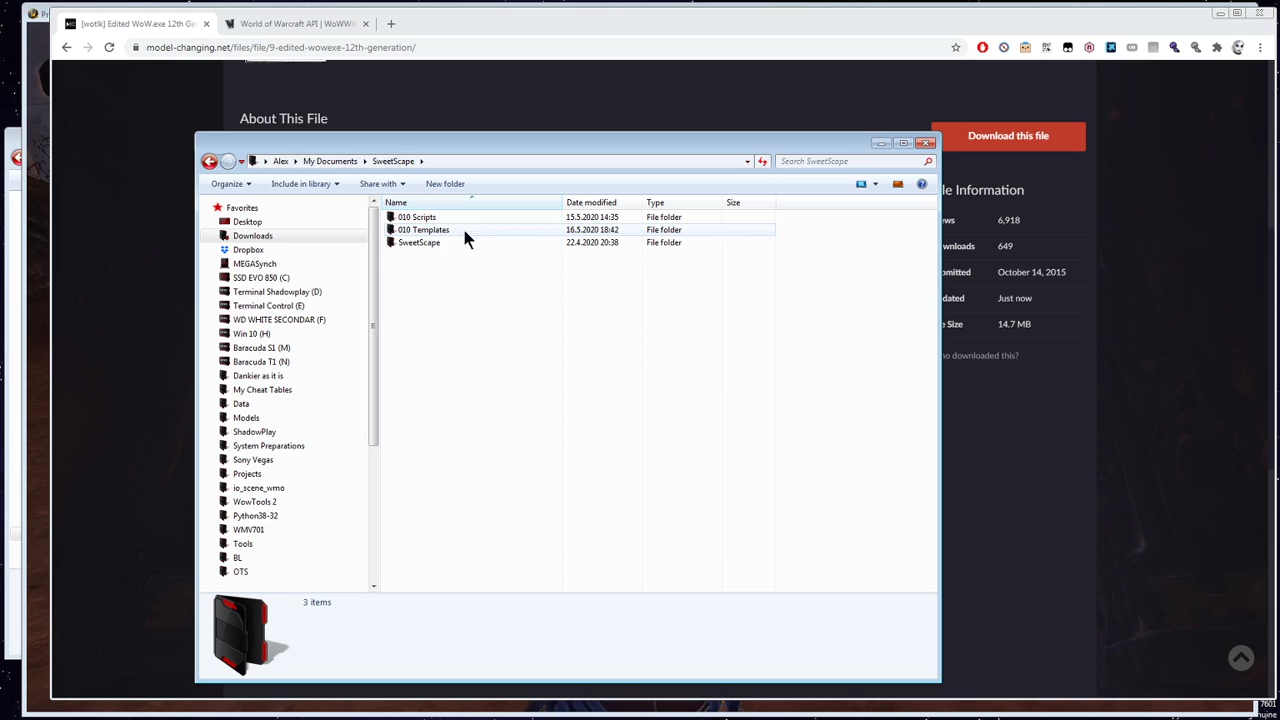 Pr
[wotlk] Edited WoW.exe 12th Gen
World of Warcraft API | WoWWi
model-changing.net/files/file/9-edited-wowexe-12th-generation/
About This File
Download this file
le Information
ews 6,918
ownloads 649
bmitted October 14, 2015
dated Just now
e Size 14.7 MB
ho downloaded this?
Alex
My Documents
SweetScape
Search SweetScape
Organize
Include in library
Share with
New folder
Name
Date modified
Type
Size
010 Scripts 15.5.2020 14:35 File folder
010 Templates 16.5.2020 18:42 File folder
SweetScape 22.4.2020 20:38 File folder
Favorites
Desktop
Downloads
Dropbox
MEGASynch
SSD EVO 850 (C)
Terminal Shadowplay (D)
Terminal Control (E)
WD WHITE SECONDAR (F)
Win 10 (H)
Baracuda S1 (M)
Baracuda T1 (N)
Dankier as it is
My Cheat Tables
Data
Models
ShadowPlay
System Preparations
Sony Vegas
Projects
io_scene_wmo
WowTools 2
Python38-32
WMV701
Tools
BL
OTS
3 items
7601
nuine